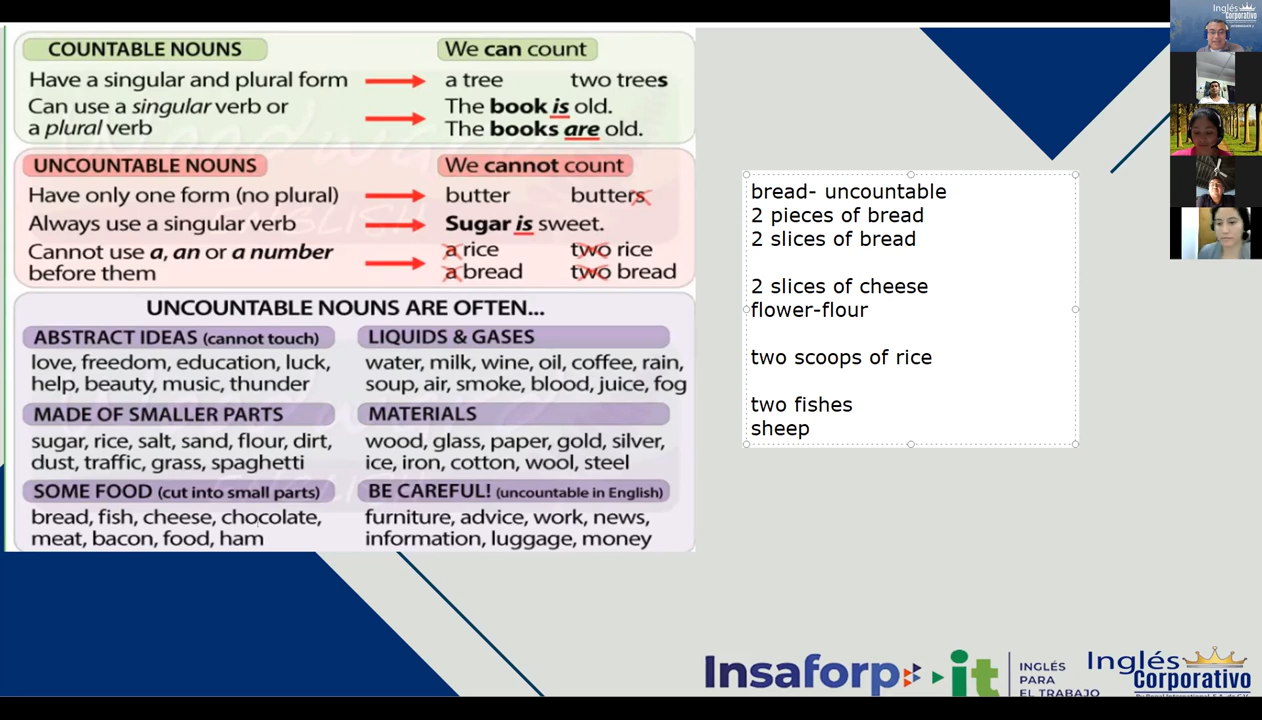 COUNTABLE NOUNS We can count
Have a singular and plural form a tree two trees
Can use a singular verb or The book is old.
a plural verb The books are old.
UNCOUNTABLE NOUNS We cannot count
Have only one form (no plural) butter butters
Always use a singular verb Sugar is sweet.
Cannot use a, an or a number a rice two rice
before them a bread two bread
UNCOUNTABLE NOUNS ARE OFTEN...
ABSTRACT IDEAS (cannot touch)
love, freedom, education, luck,
help, beauty, music, thunder
LIQUIDS & GASES
water, milk, wine, oil, coffee, rain,
soup, air, smoke, blood, juice, fog
MADE OF SMALLER PARTS
sugar, rice, salt, sand, flour, dirt,
dust, traffic, grass, spaghetti
MATERIALS
wood, glass, paper, gold, silver,
ice, iron, cotton, wool, steel
SOME FOOD (cut into small parts)
bread, fish, cheese, chocolate,
meat, bacon, food, ham
BE CAREFUL! (uncountable in English)
furniture, advice, work, news,
information, luggage, money
bread- uncountable
2 pieces of bread
2 slices of bread
2 slices of cheese
flower-flour
two scoops of rice
two fishes
sheep
Inglés
Corporativo
Insaforp
it
INGLÉS
PARA
EL TRABAJO
Inglés
Corporativo